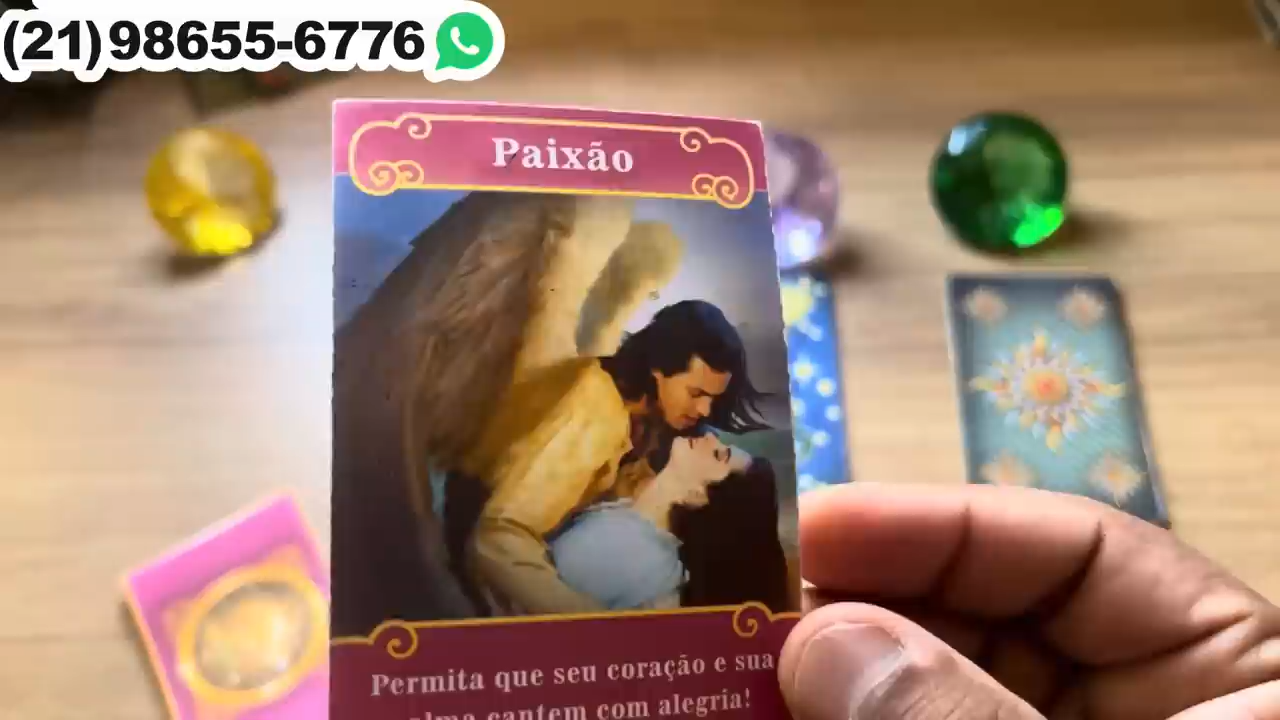 (21)98655-6776
Paixão
Permita que seu coração e sua
alma cantem com alegria!